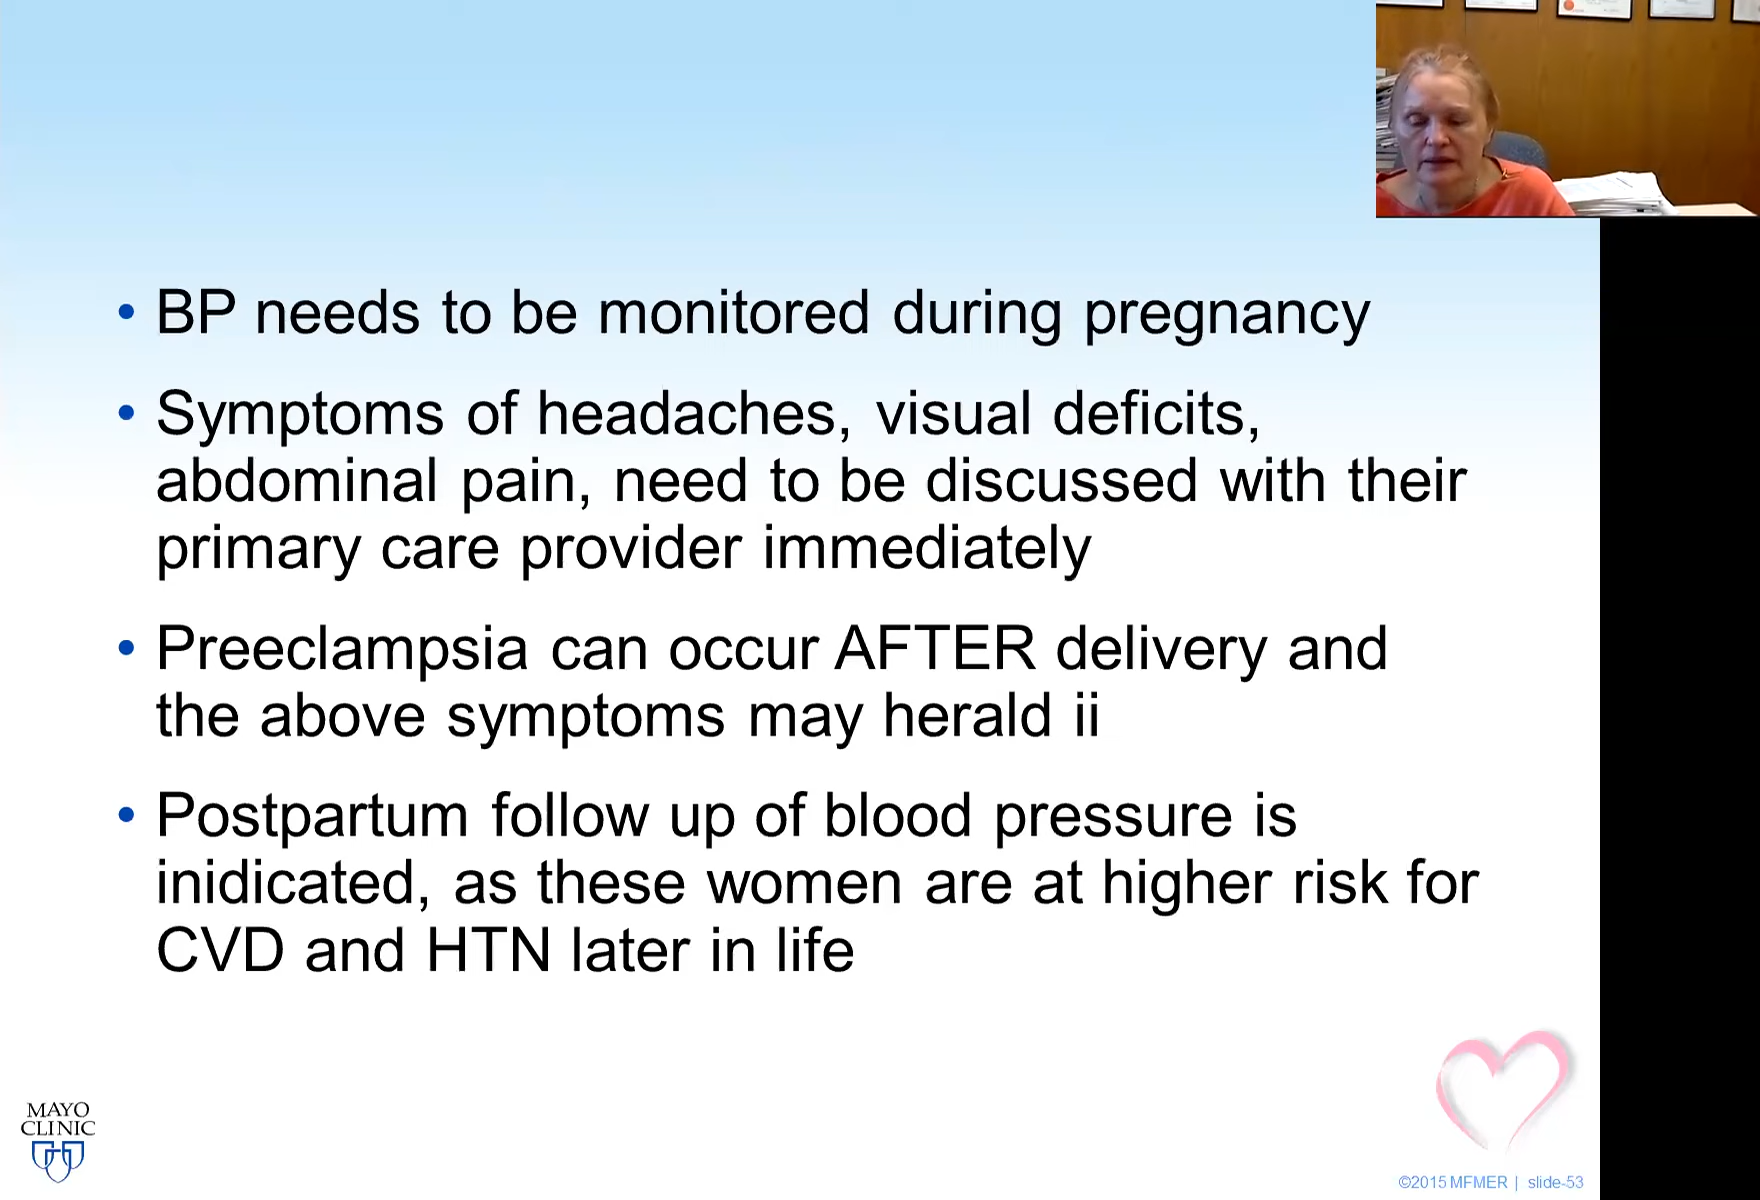 • BP needs to be monitored during pregnancy
• Symptoms of headaches, visual deficits,
abdominal pain, need to be discussed with their
primary care provider immediately
• Preeclampsia can occur AFTER delivery and
the above symptoms may herald ii
• Postpartum follow up of blood pressure is
inidicated, as these women are at higher risk for
CVD and HTN later in life
MAYO
CLINIC
©2015 MFMER | slide-53